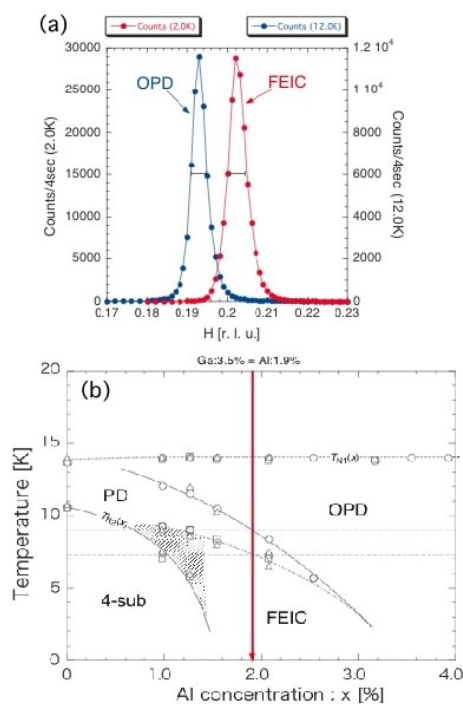 (a)
Counts (2.0K)
Counts (12.0K)
30000
25000
20000
15000
10000
5000
0
Counts/4sec (2.0K)
OPD
FEIC
1.2 10⁴
10⁴
8000
6000
4000
2000
0
Counts/4sec (12.0K)
0.17
0.18
0.19
0.2
0.21
0.22
0.23
H [r. l. u.]
Ga:3.5% = Al:1.9%
(b)
20
15
10
5
0
Temperature [K]
T_N1(x)
PD
OPD
4-sub
FEIC
0
1.0
2.0
3.0
4.0
Al concentration : x [%]